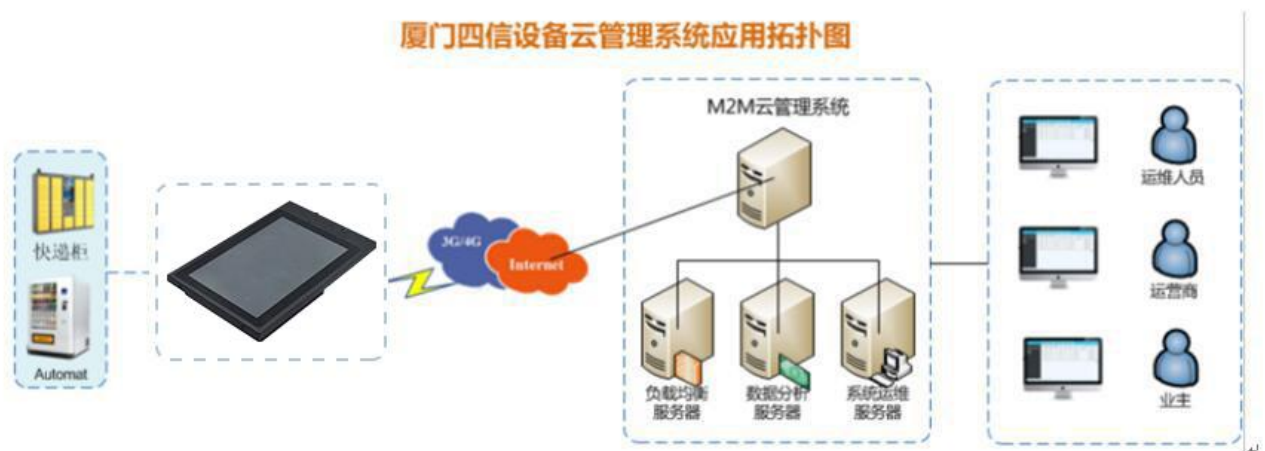 厦门四信设备云管理系统应用拓扑图
快递柜
Automat
3G/4G
Internet
M2M云管理系统
负载均衡
服务器
数据分析
服务器
系统运维
服务器
运维人员
运营商
业主